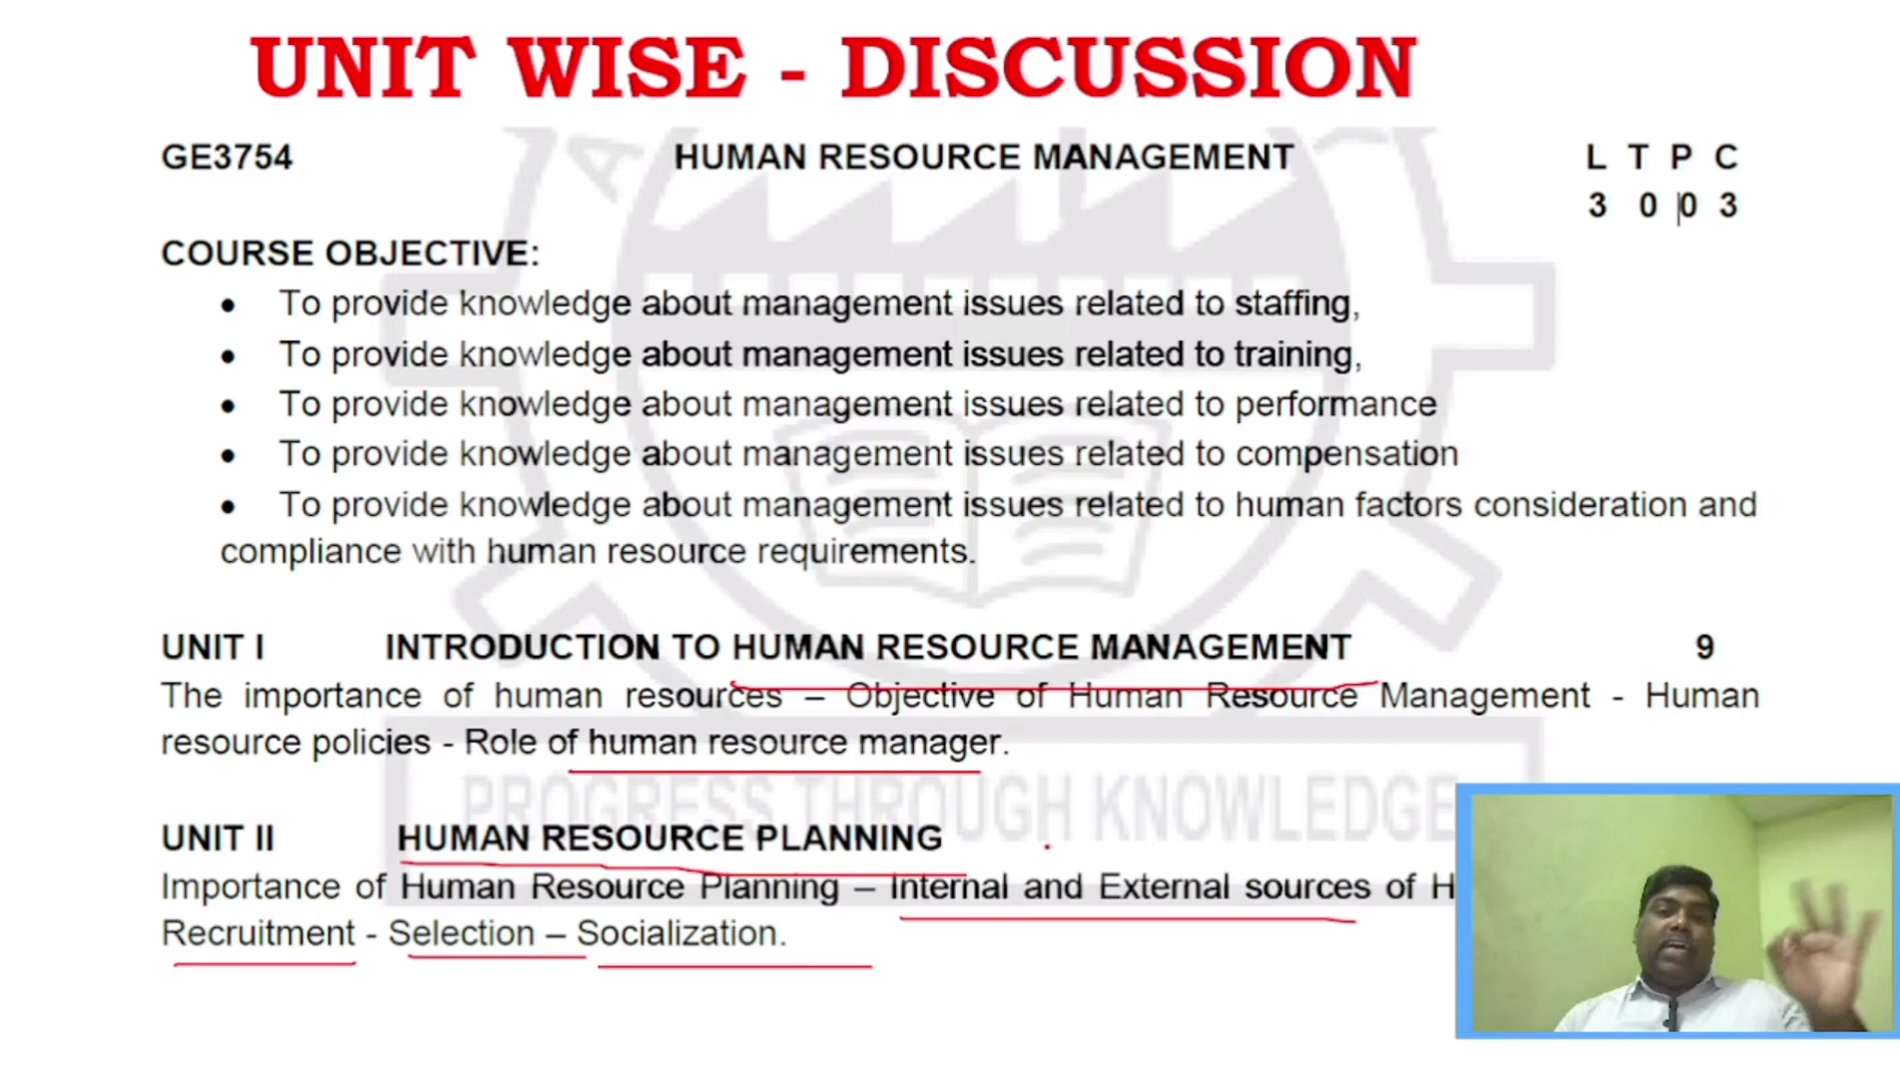 UNIT WISE - DISCUSSION
GE3754 HUMAN RESOURCE MANAGEMENT L T P C
3 0 0 3
COURSE OBJECTIVE:
• To provide knowledge about management issues related to staffing,
• To provide knowledge about management issues related to training,
• To provide knowledge about management issues related to performance
• To provide knowledge about management issues related to compensation
• To provide knowledge about management issues related to human factors consideration and
compliance with human resource requirements.
UNIT I INTRODUCTION TO HUMAN RESOURCE MANAGEMENT 9
The importance of human resources – Objective of Human Resource Management - Human
resource policies - Role of human resource manager.
PROGRESS THROUGH KNOWLEDGE
UNIT II HUMAN RESOURCE PLANNING
Importance of Human Resource Planning – Internal and External sources of H
Recruitment - Selection – Socialization.